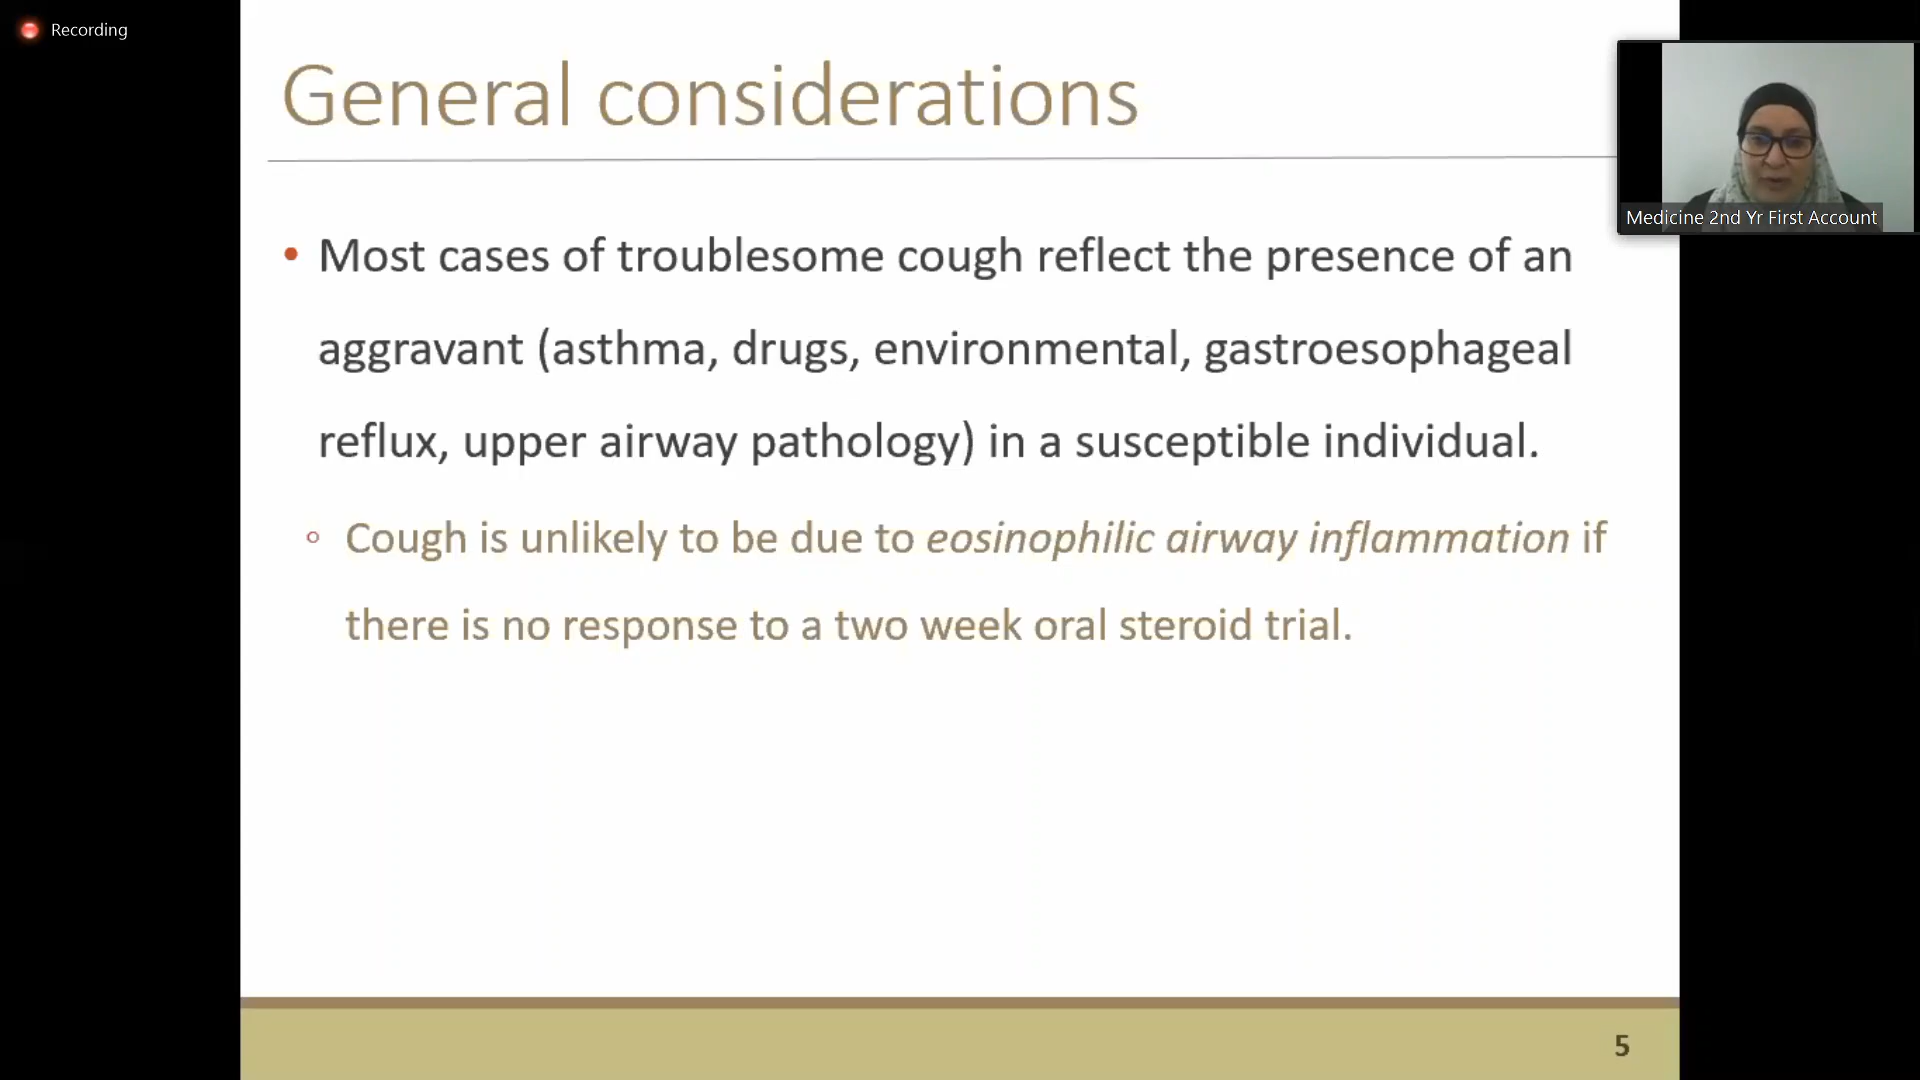 Recording
General considerations
Medicine 2nd Yr First Account
• Most cases of troublesome cough reflect the presence of an
aggravant (asthma, drugs, environmental, gastroesophageal
reflux, upper airway pathology) in a susceptible individual.
◦ Cough is unlikely to be due to eosinophilic airway inflammation if
there is no response to a two week oral steroid trial.
5